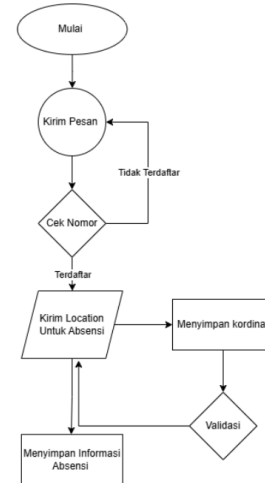 Mulai
Kirim Pesan
Tidak Terdaftar
Cek Nomor
Terdaftar
Kirim Location
Untuk Absensi
Menyimpan kordina
Validasi
Menyimpan Informasi
Absensi